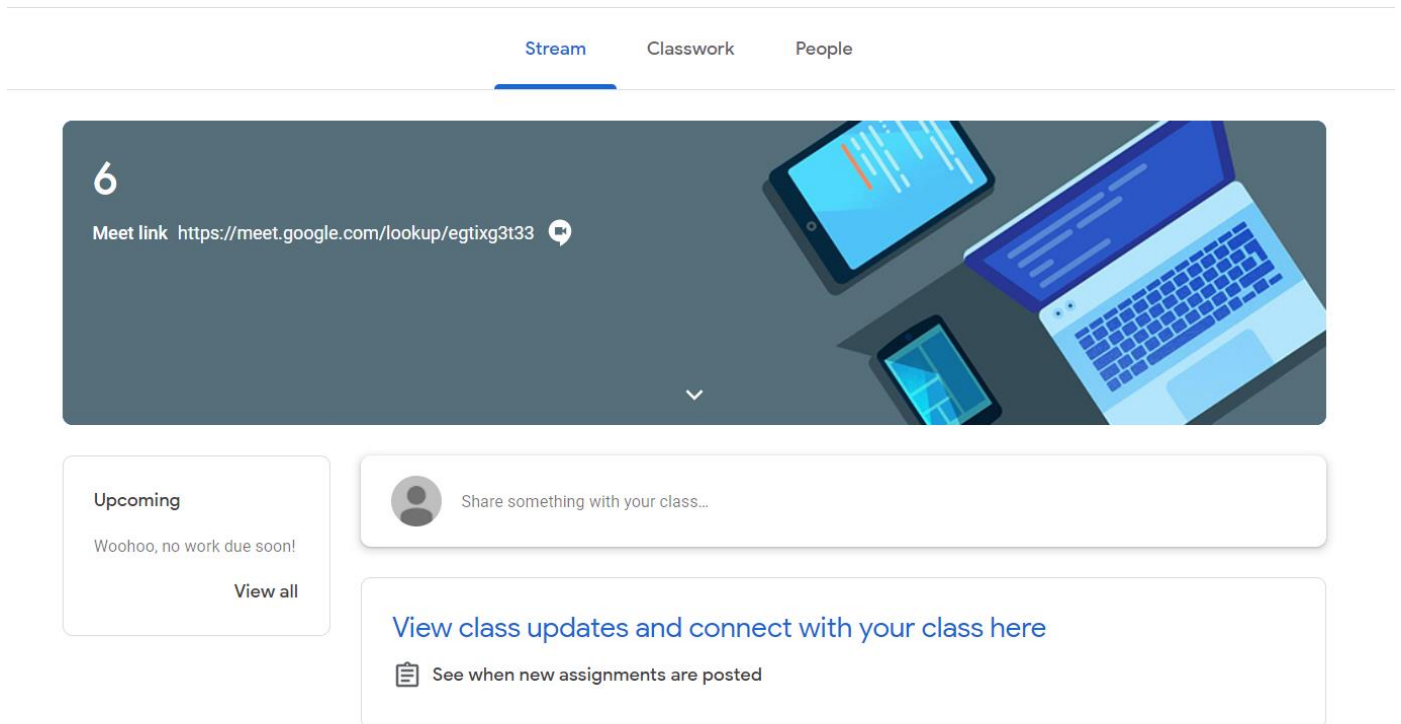 Stream Classwork People
6
Meet link https://meet.google.com/lookup/egtixg3t33
Upcoming
Woohoo, no work due soon!
View all
Share something with your class...
View class updates and connect with your class here
See when new assignments are posted